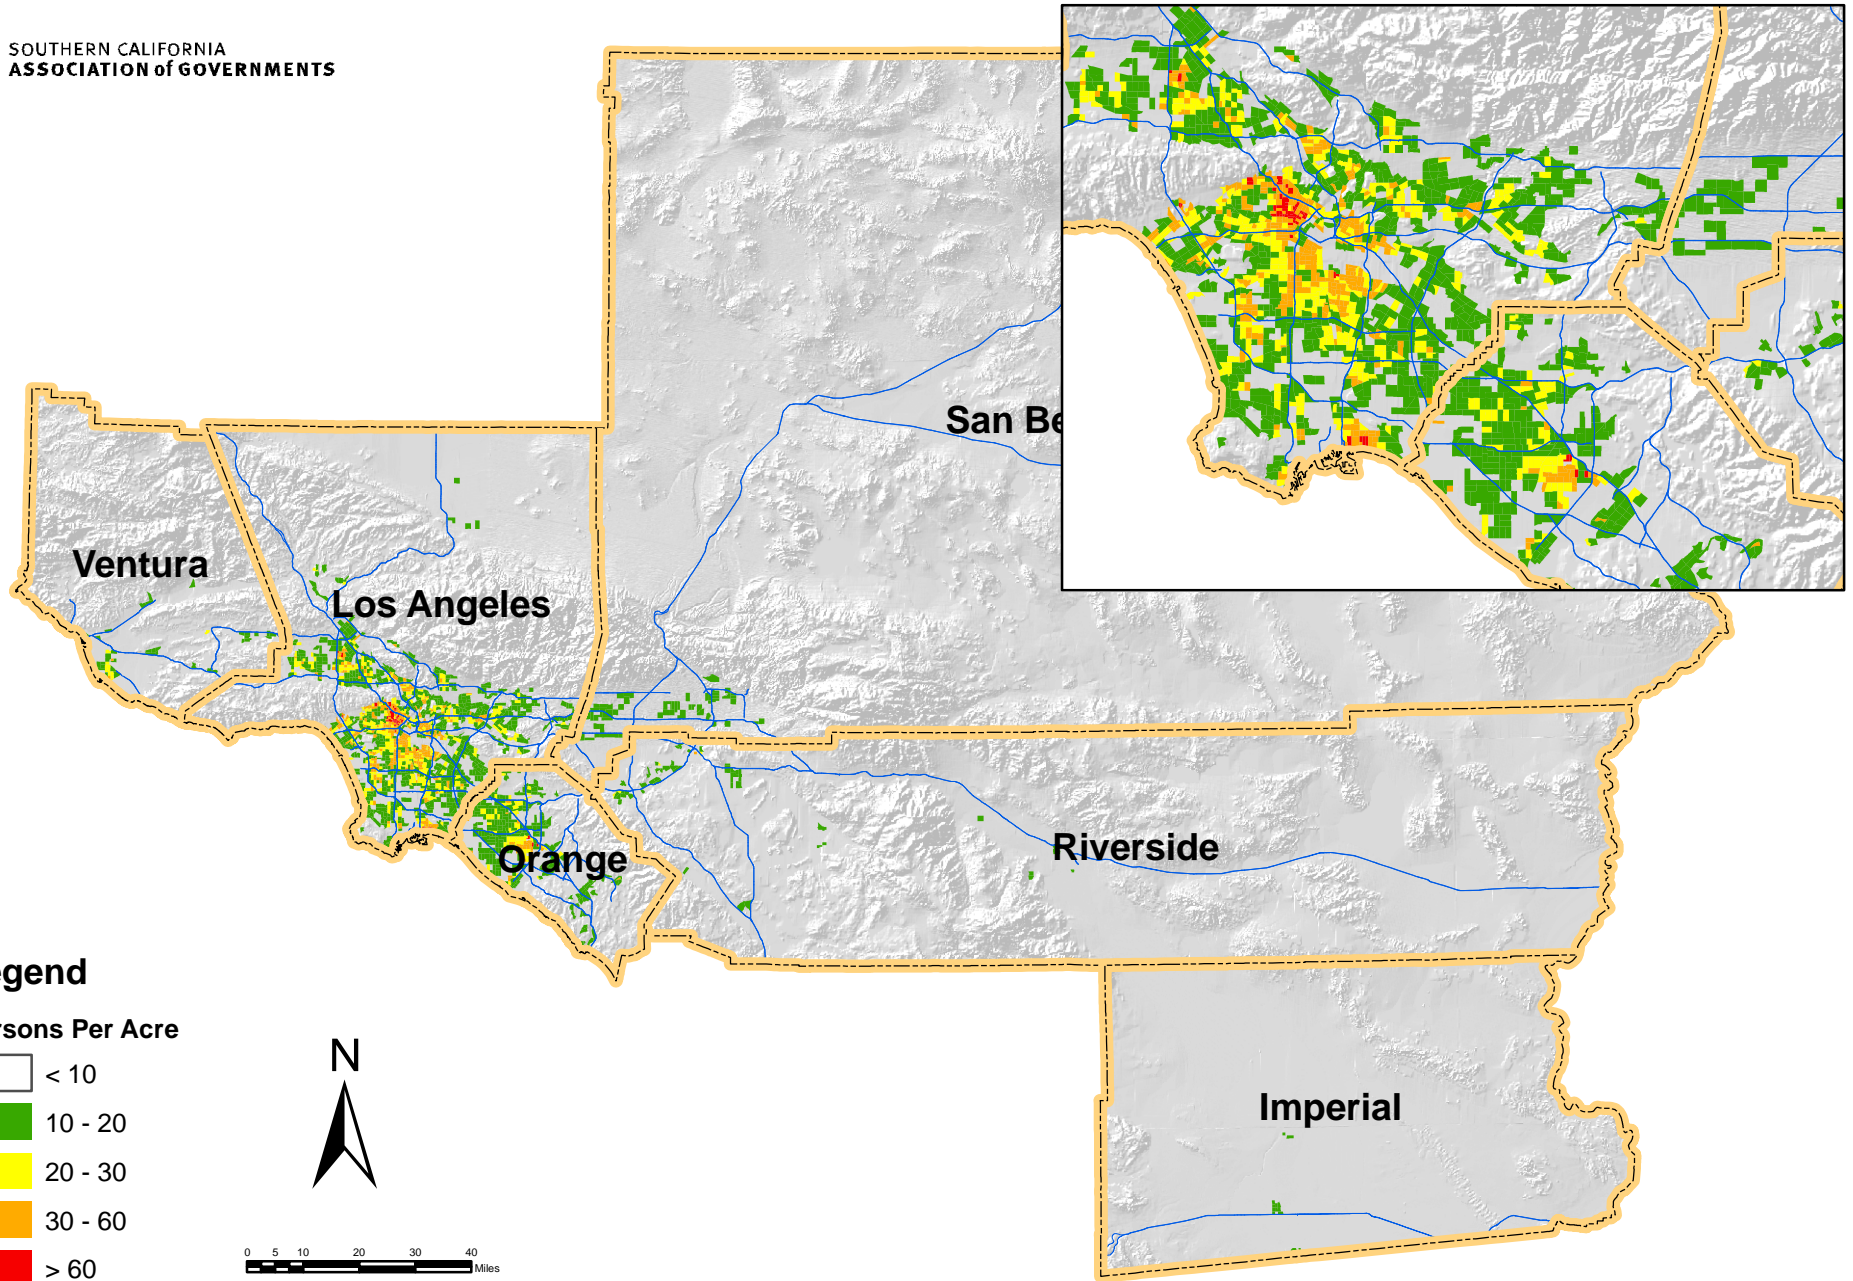 SOUTHERN CALIFORNIA
ASSOCIATION of GOVERNMENTS
San Be
Ventura
Los Angeles
Orange
Riverside
Imperial
egend
rsons Per Acre
< 10
10 - 20
20 - 30
30 - 60
> 60
N
0 5 10 20 30 40
Miles